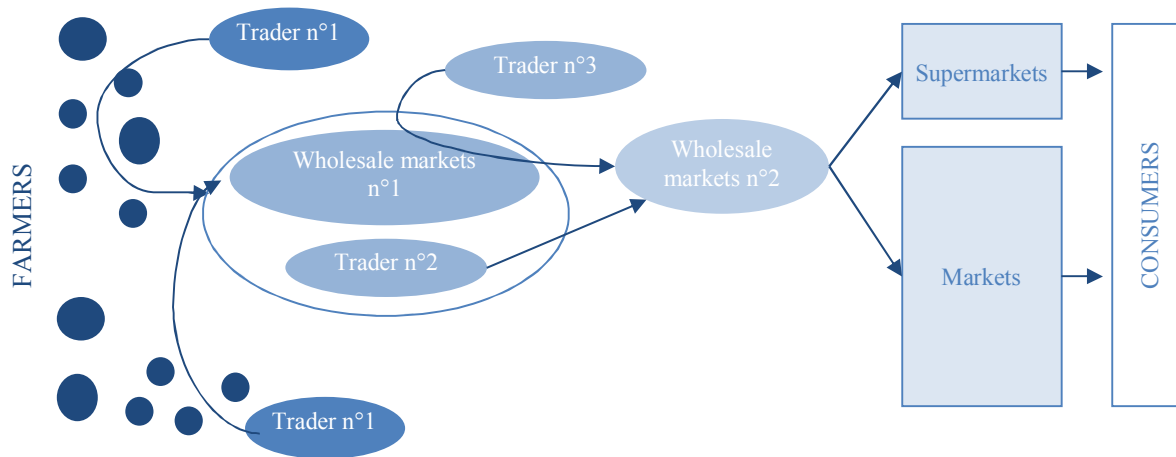 FARMERS
Trader n°1
Trader n°3
Wholesale markets
n°1
Trader n°2
Trader n°1
Wholesale
markets n°2
Supermarkets
Markets
CONSUMERS